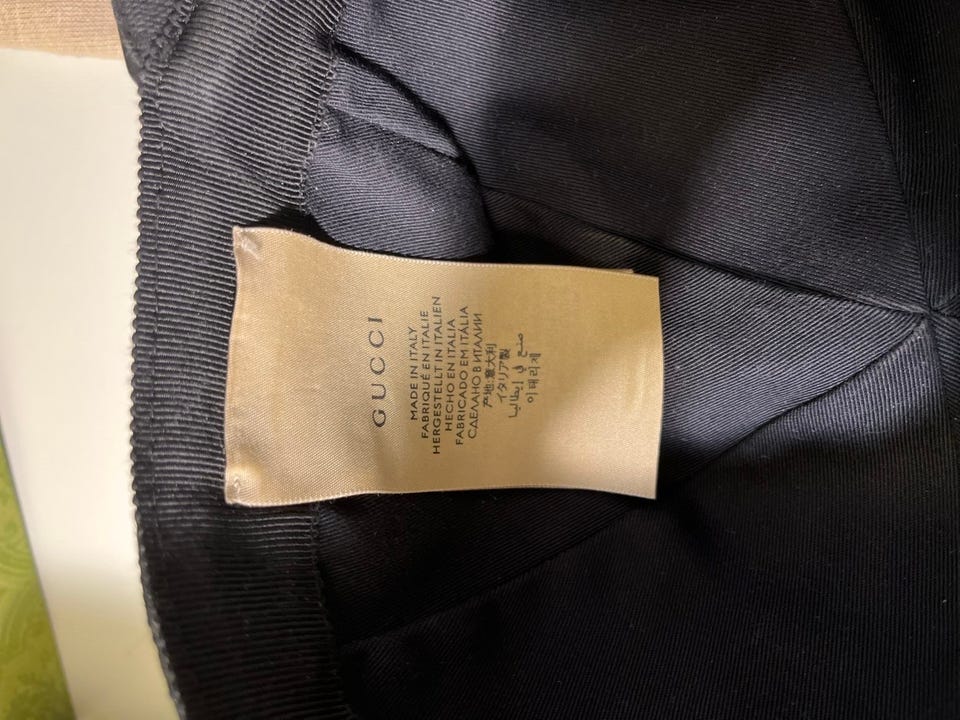 GUCCI
MADE IN ITALY
FABRIQUÉ EN ITALIE
HERGESTELLT IN ITALIEN
HECHO EN ITALIA
FABRICADO EM ITÁLIA
СДЕЛАНО В ИТАЛИИ
产地:意大利
イタリア製
صنع في إيطاليا
이태리제